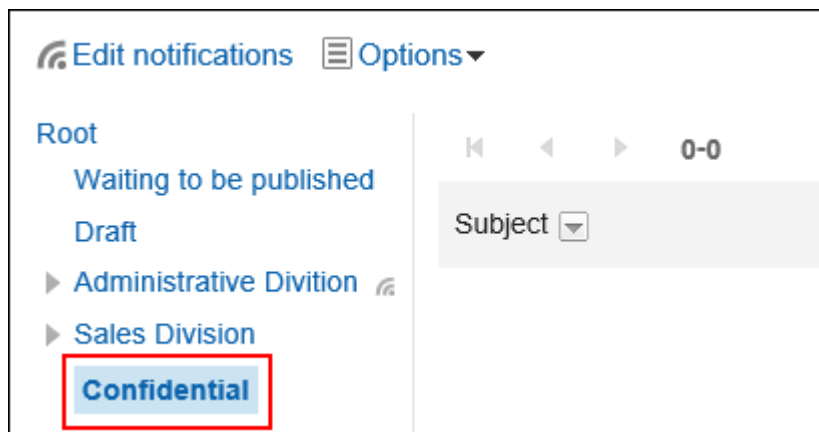 Edit notifications Options
Root
Waiting to be published
Draft
Administrative Divition
Sales Division
Confidential
0-0
Subject